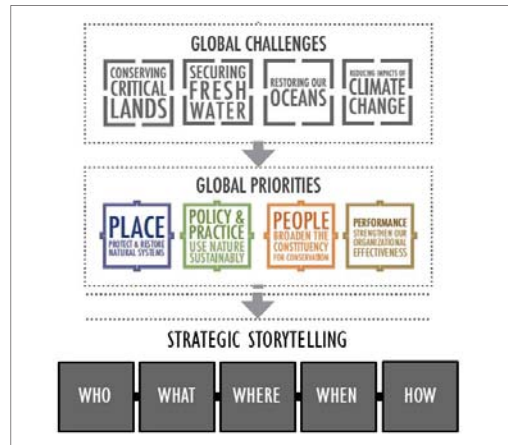 GLOBAL CHALLENGES
CONSERVING
CRITICAL
LANDS
SECURING
FRESH
WATER
RESTORING OUR
OCEANS
REDUCING IMPACTS OF
CLIMATE
CHANGE
GLOBAL PRIORITIES
PLACE
PROTECT & RESTORE
NATURAL SYSTEMS
POLICY &
PRACTICE
USE NATURE
SUSTAINABLY
PEOPLE
BROADEN THE
CONSTITUENCY
FOR CONSERVATION
PERFORMANCE
STRENGTHEN OUR
ORGANIZATIONAL
EFFECTIVENESS
STRATEGIC STORYTELLING
WHO
WHAT
WHERE
WHEN
HOW